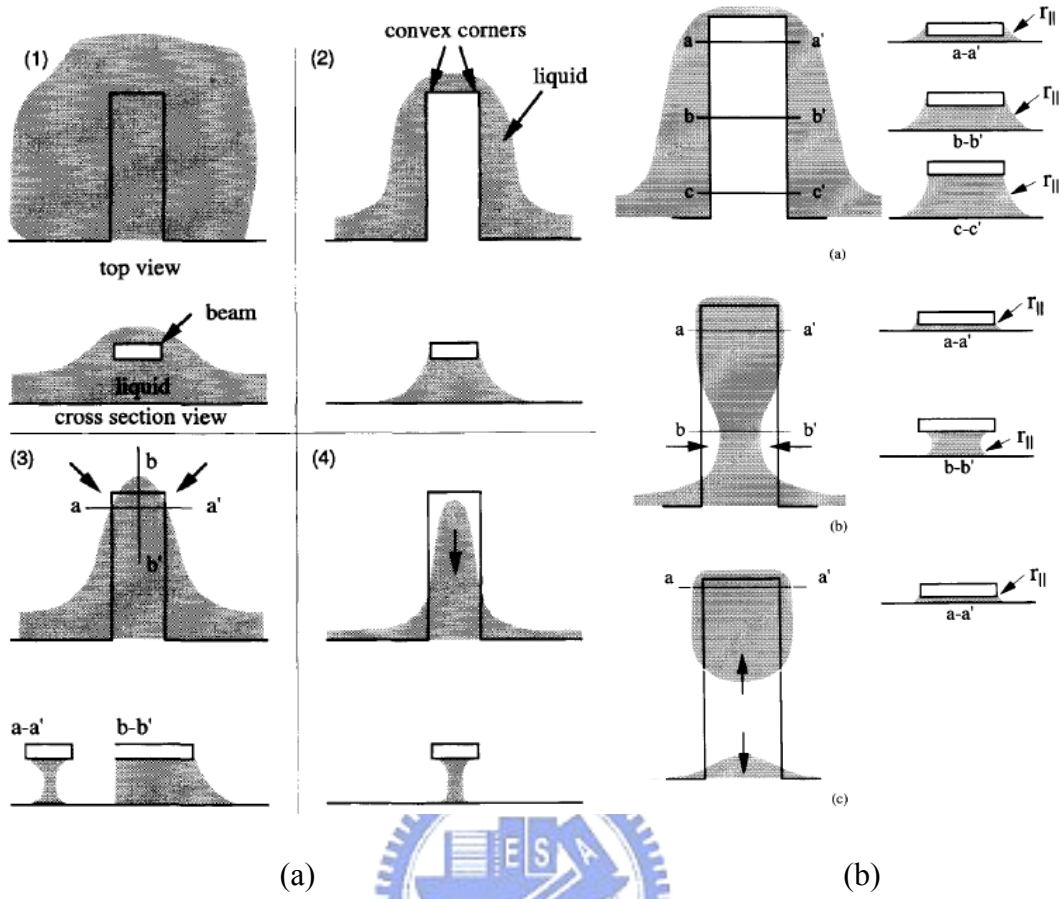 (1)
top view
beam
liquid
cross section view
(2)
convex corners
liquid
(3)
b
a a'
b'
a-a' b-b'
(4)
a a'
b b'
c c'
r||
a-a'
r||
b-b'
r||
c-c'
(a)
a a'
b b'
r||
a-a'
r||
b-b'
(b)
a a'
r||
a-a'
(c)
E S A
(a) (b)